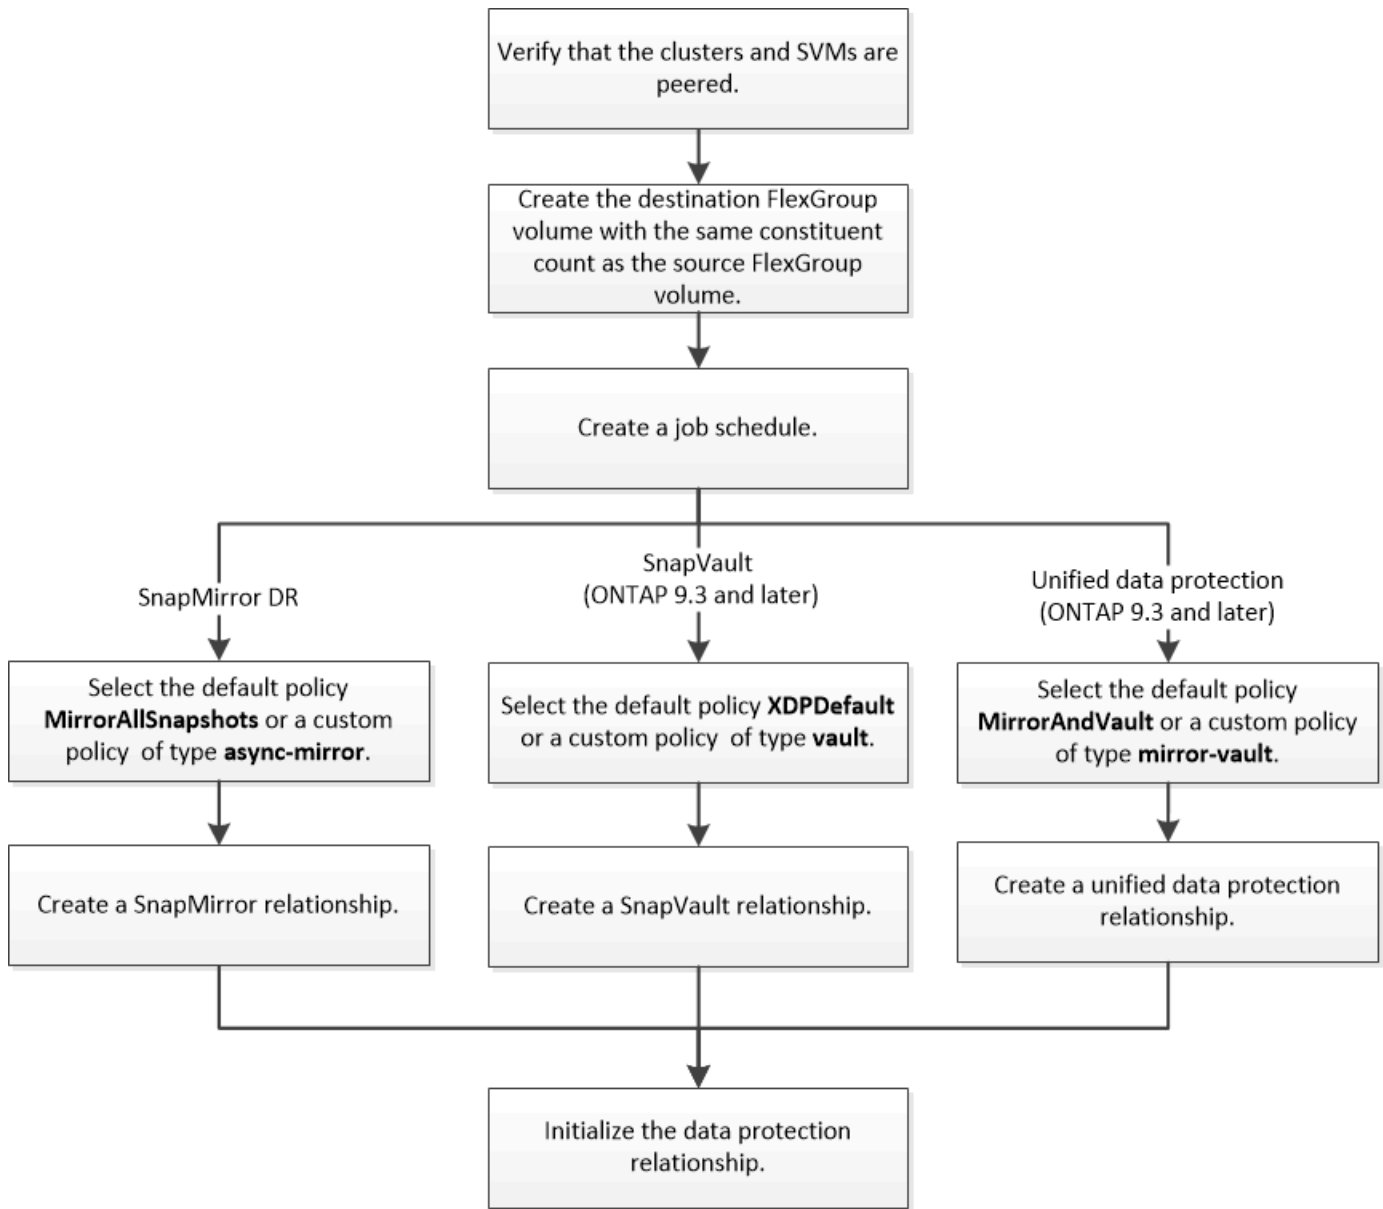 Verify that the clusters and SVMs are
peered.
Create the destination FlexGroup
volume with the same constituent
count as the source FlexGroup
volume.
Create a job schedule.
SnapMirror DR
SnapVault
(ONTAP 9.3 and later)
Unified data protection
(ONTAP 9.3 and later)
Select the default policy
MirrorAllSnapshots or a custom
policy of type async-mirror.
Select the default policy XDPDefault
or a custom policy of type vault.
Select the default policy
MirrorAndVault or a custom policy
of type mirror-vault.
Create a SnapMirror relationship.
Create a SnapVault relationship.
Create a unified data protection
relationship.
Initialize the data protection
relationship.